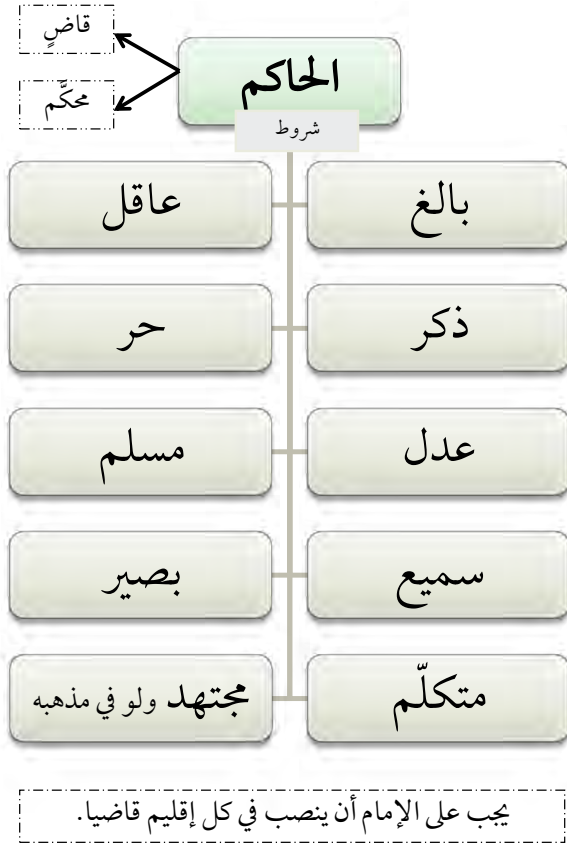 الحاكم
قاضٍ
محكَّم
شروط
بالغ
عاقل
ذكر
حر
عدل
مسلم
سميع
بصير
متكلّم
مجتهد ولو في مذهبه
يجب على الإمام أن ينصب في كل إقليم قاضيا.